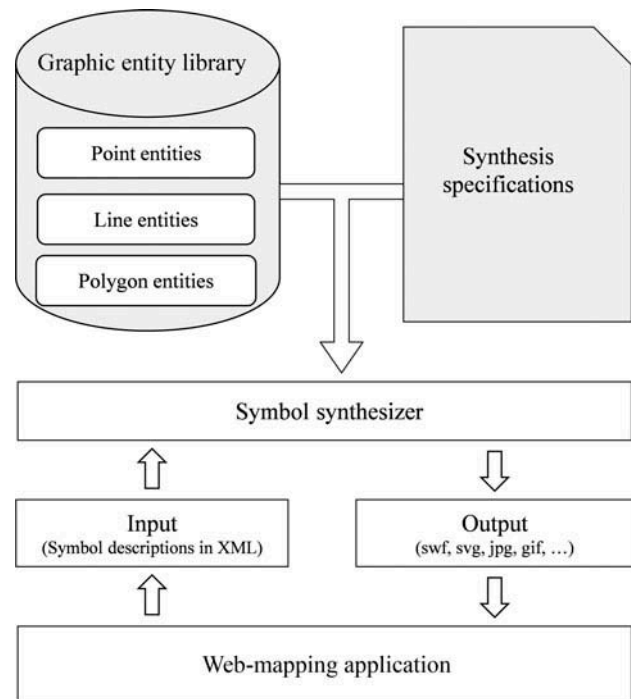 Graphic entity library
Point entities
Line entities
Polygon entities
Synthesis
specifications
Symbol synthesizer
Input
(Symbol descriptions in XML)
Output
(swf, svg, jpg, gif, …)
Web-mapping application